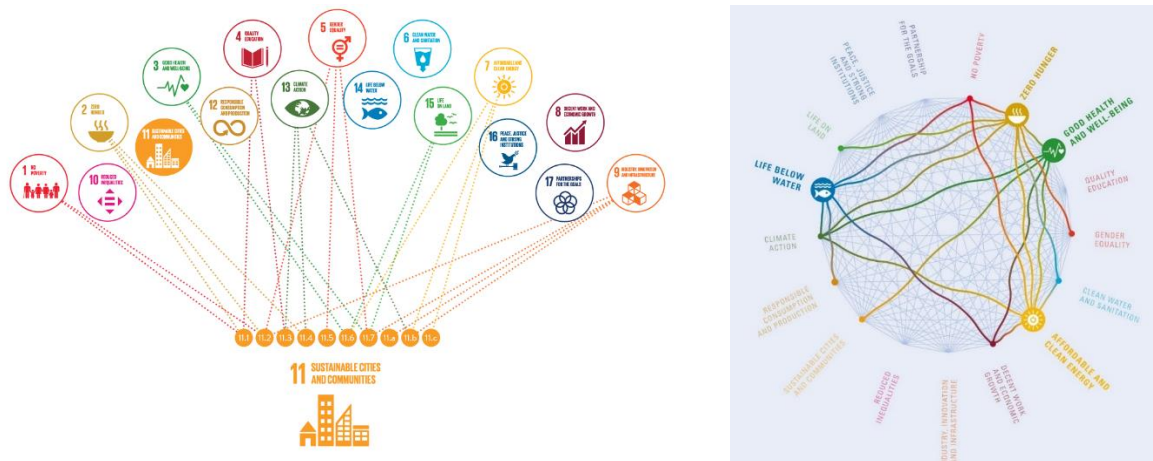 1 NO
POVERTY
10 REDUCED
INEQUALITIES
2 ZERO
HUNGER
11 SUSTAINABLE CITIES
AND COMMUNITIES
3 GOOD HEALTH
AND WELL-BEING
12 RESPONSIBLE
CONSUMPTION
AND PRODUCTION
4 QUALITY
EDUCATION
13 CLIMATE
ACTION
5 GENDER
EQUALITY
14 LIFE BELOW
WATER
6 CLEAN WATER
AND SANITATION
15 LIFE
ON LAND
7 AFFORDABLE AND
CLEAN ENERGY
16 PEACE, JUSTICE
AND STRONG
INSTITUTIONS
8 DECENT WORK AND
ECONOMIC GROWTH
17 PARTNERSHIPS
FOR THE GOALS
9 INDUSTRY, INNOVATION
AND INFRASTRUCTURE
11.1 11.2 11.3 11.4 11.5 11.6 11.7 11.a 11.b 11.c
11 SUSTAINABLE CITIES
AND COMMUNITIES
PARTNERSHIP
FOR THE GOALS
NO POVERTY
ZERO HUNGER
GOOD HEALTH
AND WELL-BEING
QUALITY
EDUCATION
GENDER
EQUALITY
CLEAN WATER
AND SANITATION
AFFORDABLE AND
CLEAN ENERGY
DECENT WORK
AND ECONOMIC
GROWTH
INDUSTRY, INNOVATION
AND INFRASTRUCTURE
REDUCED
INEQUALITIES
SUSTAINABLE CITIES
AND COMMUNITIES
RESPONSIBLE
CONSUMPTION
AND PRODUCTION
CLIMATE
ACTION
LIFE BELOW
WATER
LIFE ON
LAND
PEACE, JUSTICE
AND STRONG
INSTITUTIONS